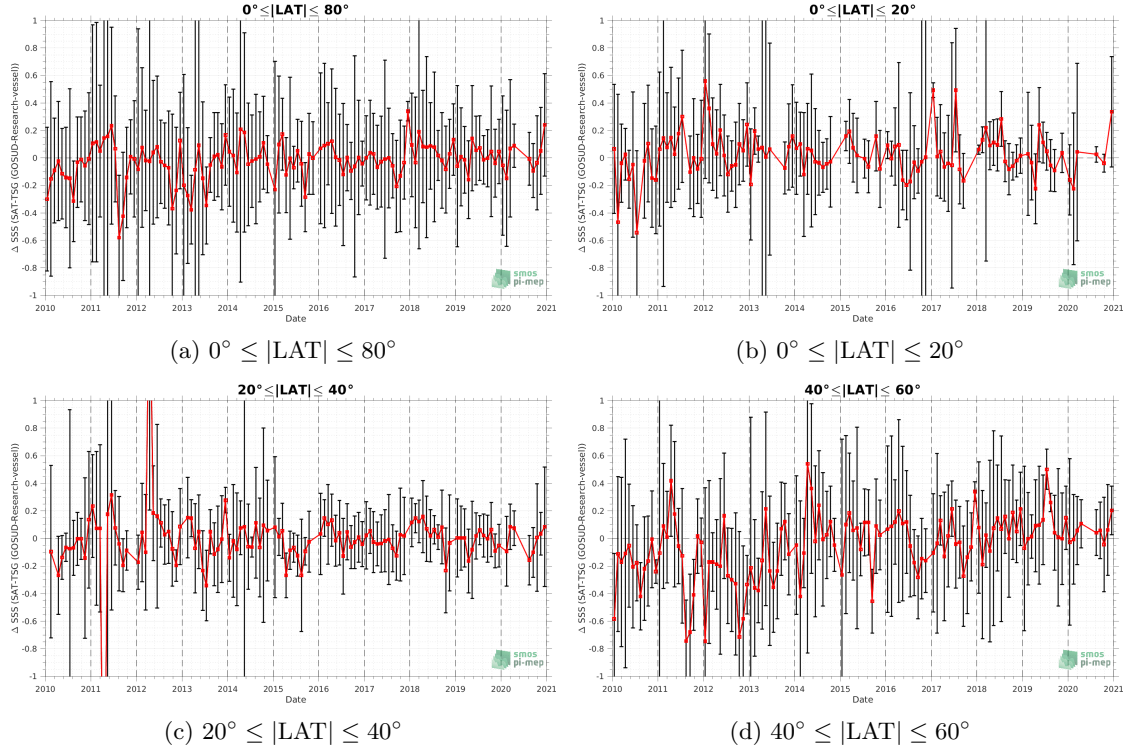 0°≤|LAT|≤ 80°
Δ SSS (SAT-TSG (GOSUD-Research-vessel))
1
0.8
0.6
0.4
0.2
0
-0.2
-0.4
-0.6
-0.8
-1
2010 2011 2012 2013 2014 2015 2016 2017 2018 2019 2020 2021
Date
smos
pi-mep
(a) 0° ≤ |LAT| ≤ 80°
0°≤|LAT|≤ 20°
Δ SSS (SAT-TSG (GOSUD-Research-vessel))
1
0.8
0.6
0.4
0.2
0
-0.2
-0.4
-0.6
-0.8
-1
2010 2011 2012 2013 2014 2015 2016 2017 2018 2019 2020 2021
Date
smos
pi-mep
(b) 0° ≤ |LAT| ≤ 20°
20°≤|LAT|≤ 40°
Δ SSS (SAT-TSG (GOSUD-Research-vessel))
1
0.8
0.6
0.4
0.2
0
-0.2
-0.4
-0.6
-0.8
-1
2010 2011 2012 2013 2014 2015 2016 2017 2018 2019 2020 2021
Date
smos
pi-mep
(c) 20° ≤ |LAT| ≤ 40°
40°≤|LAT|≤ 60°
Δ SSS (SAT-TSG (GOSUD-Research-vessel))
1
0.8
0.6
0.4
0.2
0
-0.2
-0.4
-0.6
-0.8
-1
2010 2011 2012 2013 2014 2015 2016 2017 2018 2019 2020 2021
Date
smos
pi-mep
(d) 40° ≤ |LAT| ≤ 60°